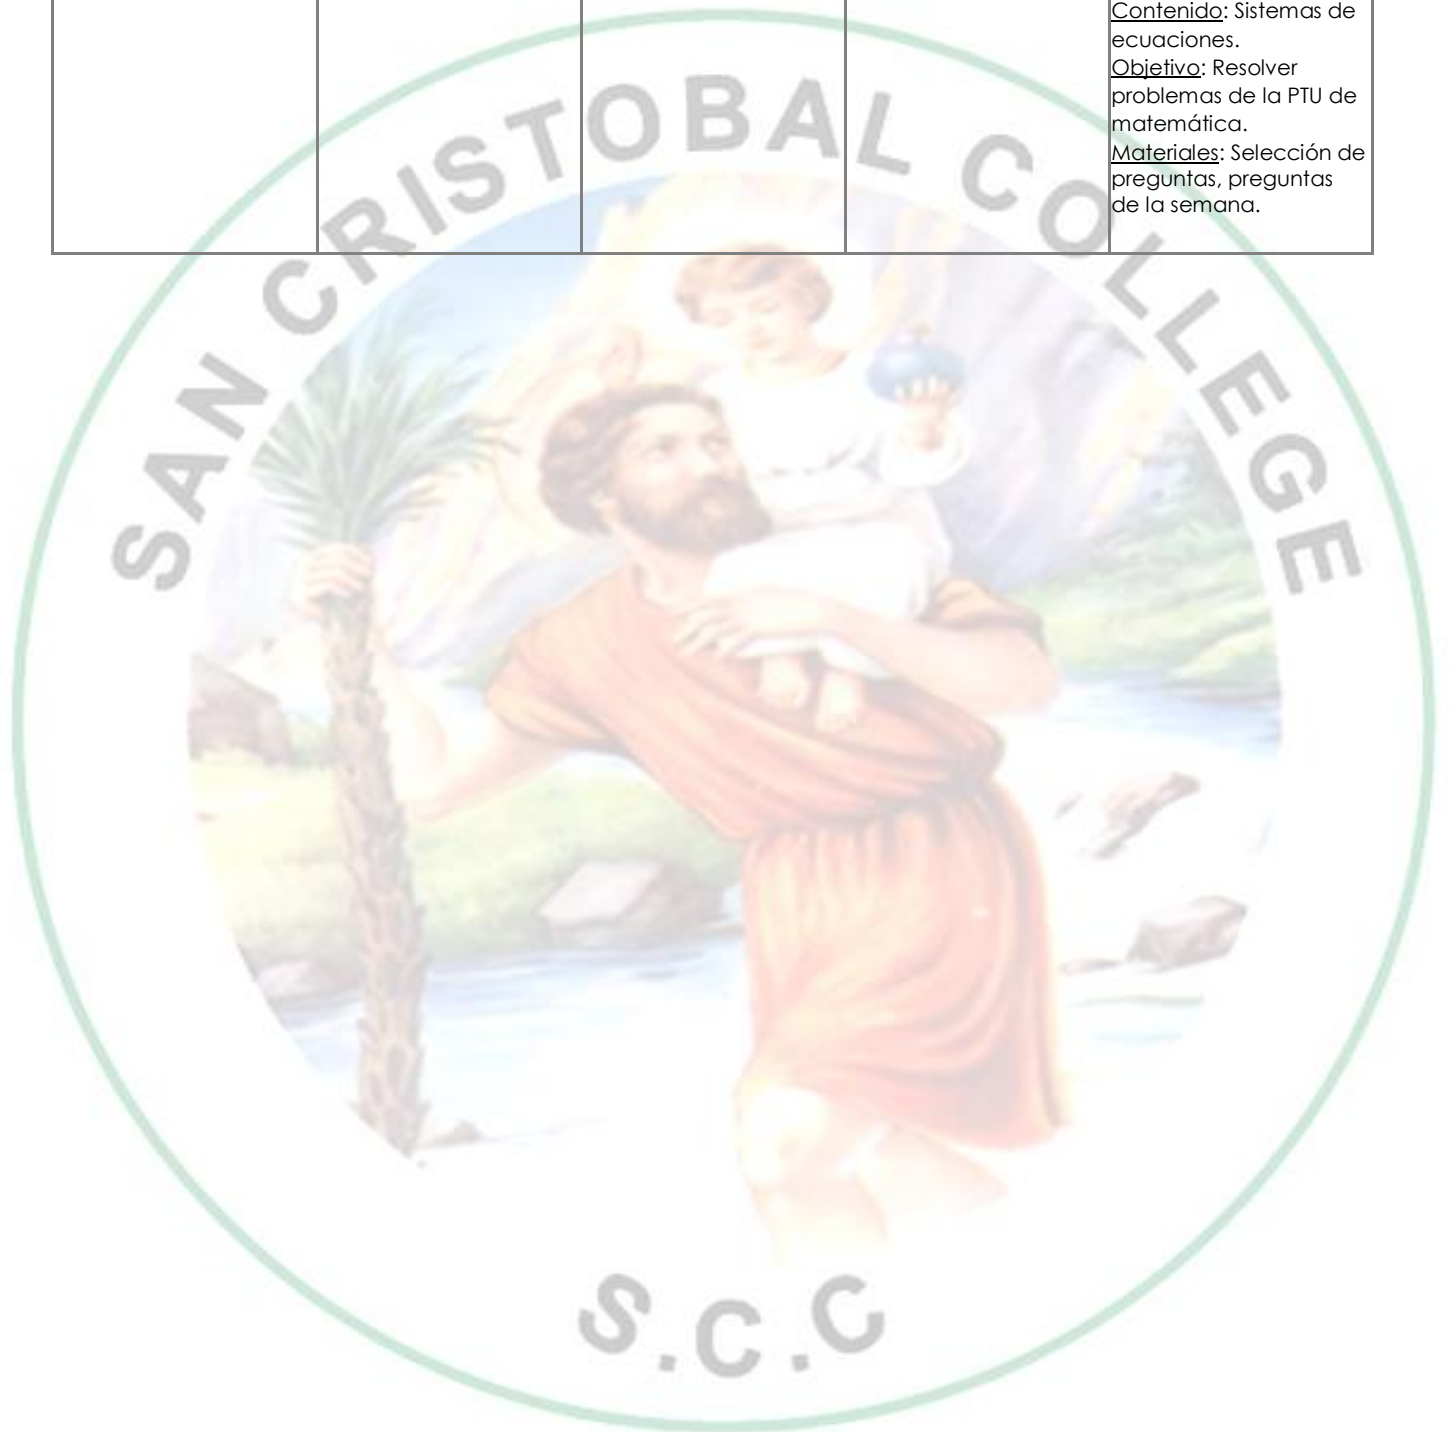 Contenido: Sistemas de
ecuaciones.
Objetivo: Resolver
problemas de la PTU de
matemática.
Materiales: Selección de
preguntas, preguntas
de la semana.
SAN CRISTOBAL COLLEGE
S.C.C